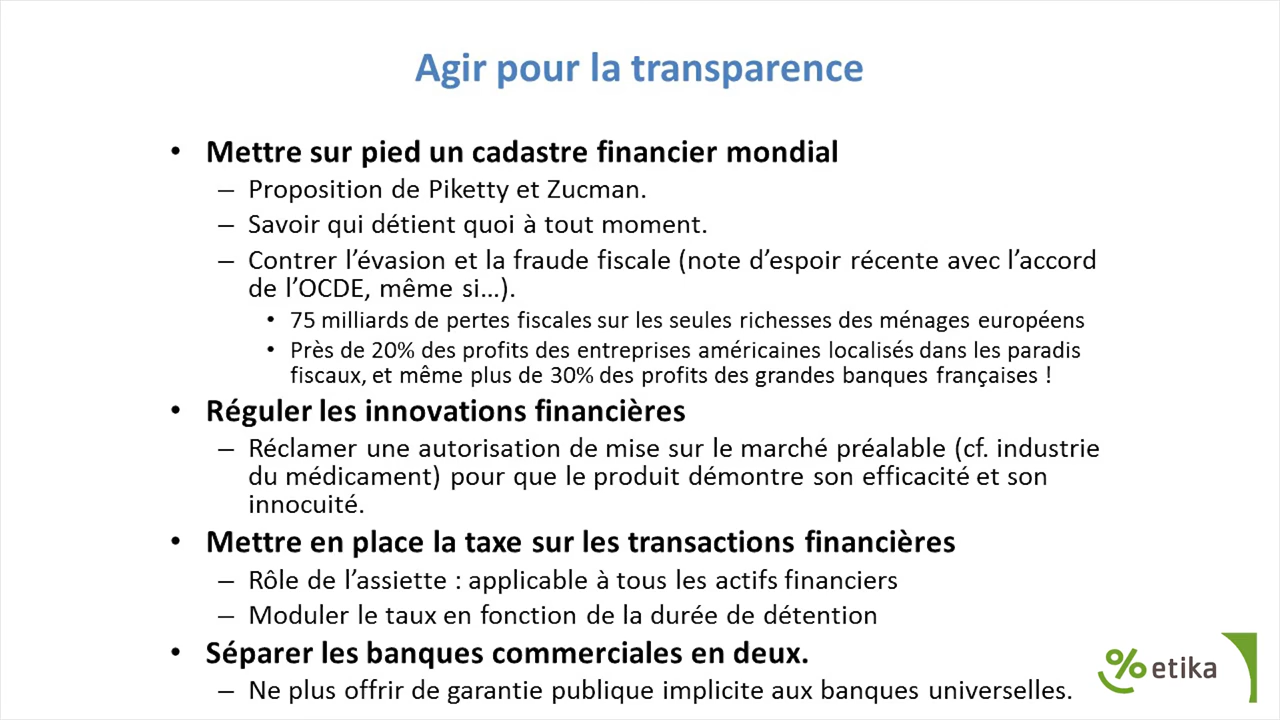 Agir pour la transparence
• Mettre sur pied un cadastre financier mondial
– Proposition de Piketty et Zucman.
– Savoir qui détient quoi à tout moment.
– Contrer l’évasion et la fraude fiscale (note d’espoir récente avec l’accord
de l’OCDE, même si…).
• 75 milliards de pertes fiscales sur les seules richesses des ménages européens
• Près de 20% des profits des entreprises américaines localisés dans les paradis
fiscaux, et même plus de 30% des profits des grandes banques françaises !
• Réguler les innovations financières
– Réclamer une autorisation de mise sur le marché préalable (cf. industrie
du médicament) pour que le produit démontre son efficacité et son
innocuité.
• Mettre en place la taxe sur les transactions financières
– Rôle de l’assiette : applicable à tous les actifs financiers
– Moduler le taux en fonction de la durée de détention
• Séparer les banques commerciales en deux.
– Ne plus offrir de garantie publique implicite aux banques universelles.
% etika